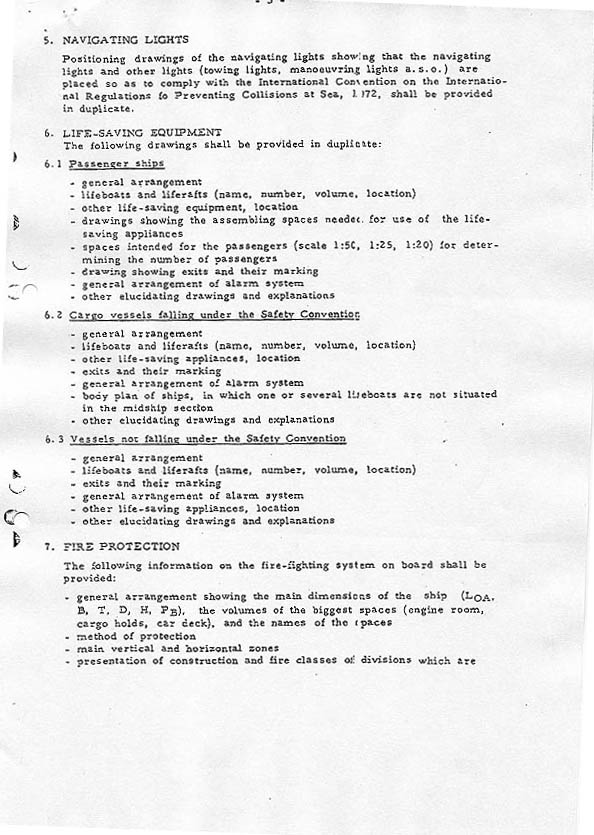 - 3 -
5. NAVIGATING LIGHTS
Positioning drawings of the navigating lights showing that the navigating
lights and other lights (towing lights, manoeuvring lights a.s.o.) are
placed so as to comply with the International Convention on the Internatio-
nal Regulations fo Preventing Collisions at Sea, 1972, shall be provided
in duplicate.
6. LIFE-SAVING EQUIPMENT
The following drawings shall be provided in duplicate:
6.1 Passenger ships
- general arrangement
- lifeboats and liferafts (name, number, volume, location)
- other life-saving equipment, location
- drawings showing the assembling spaces needed for use of the life-
saving appliances
- spaces intended for the passengers (scale 1:50, 1:25, 1:20) for deter-
mining the number of passengers
- drawing showing exits and their marking
- general arrangement of alarm system
- other elucidating drawings and explanations
6.2 Cargo vessels falling under the Safety Convention
- general arrangement
- lifeboats and liferafts (name, number, volume, location)
- other life-saving appliances, location
- exits and their marking
- general arrangement of alarm system
- body plan of ships, in which one or several lifeboats are not situated
in the midship section
- other elucidating drawings and explanations
6.3 Vessels not falling under the Safety Convention
- general arrangement
- lifeboats and liferafts (name, number, volume, location)
- exits and their marking
- general arrangement of alarm system
- other life-saving appliances, location
- other elucidating drawings and explanations
7. FIRE PROTECTION
The following information on the fire-fighting system on board shall be
provided:
- general arrangement showing the main dimensions of the ship (LOA,
B, T, D, H, PB), the volumes of the biggest spaces (engine room,
cargo holds, car deck), and the names of the spaces
- method of protection
- main vertical and horizontal zones
- presentation of construction and fire classes of divisions which are